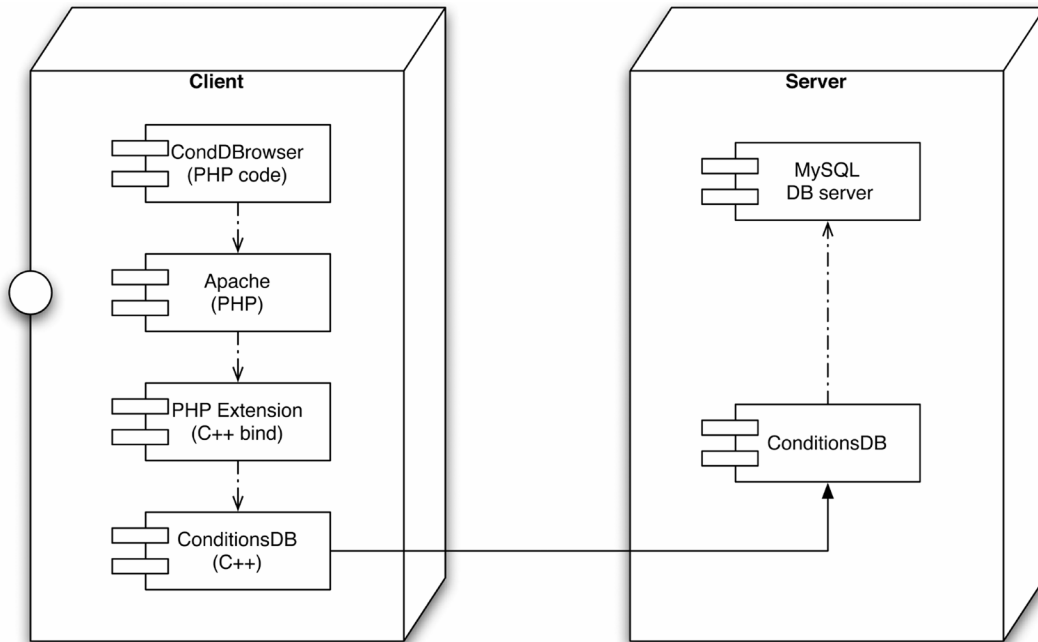 Client
CondDBrowser
(PHP code)
Apache
(PHP)
PHP Extension
(C++ bind)
ConditionsDB
(C++)
Server
MySQL
DB server
ConditionsDB